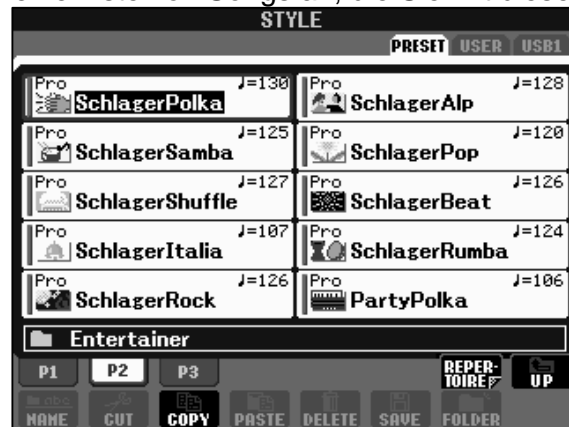 STYLE
PRESET USER USB1
Pro ♩=130 Pro ♩=128
SchlagerPolka SchlagerAlp
Pro ♩=125 Pro ♩=120
SchlagerSamba SchlagerPop
Pro ♩=127 Pro ♩=126
SchlagerShuffle SchlagerBeat
Pro ♩=107 Pro ♩=124
SchlagerItalia SchlagerRumba
Pro ♩=126 Pro ♩=106
SchlagerRock PartyPolka
Entertainer
P1 P2 P3 REPER-
TOIRE UP
NAME CUT COPY PASTE DELETE SAVE FOLDER